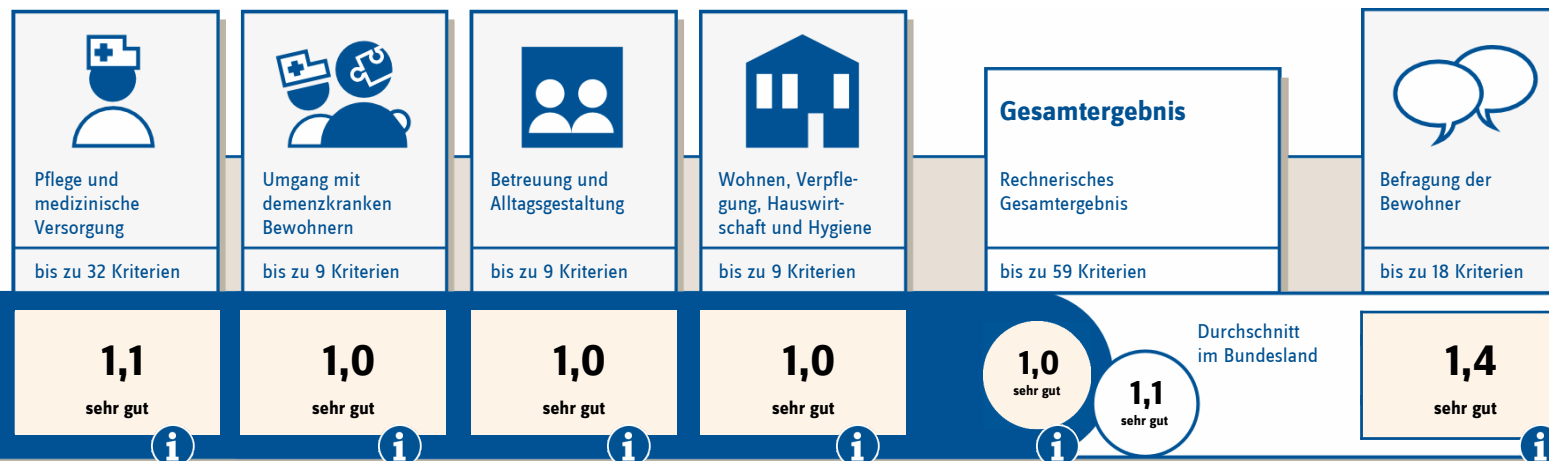 Pflege und
medizinische
Versorgung
bis zu 32 Kriterien
1,1
sehr gut
i
Umgang mit
demenzkranken
Bewohnern
bis zu 9 Kriterien
1,0
sehr gut
i
Betreuung und
Alltagsgestaltung
bis zu 9 Kriterien
1,0
sehr gut
i
Wohnen, Verpfle-
gung, Hauswirt-
schaft und Hygiene
bis zu 9 Kriterien
1,0
sehr gut
i
Gesamtergebnis
Rechnerisches
Gesamtergebnis
bis zu 59 Kriterien
1,0
sehr gut
i
1,1
sehr gut
Durchschnitt
im Bundesland
Befragung der
Bewohner
bis zu 18 Kriterien
1,4
sehr gut
i